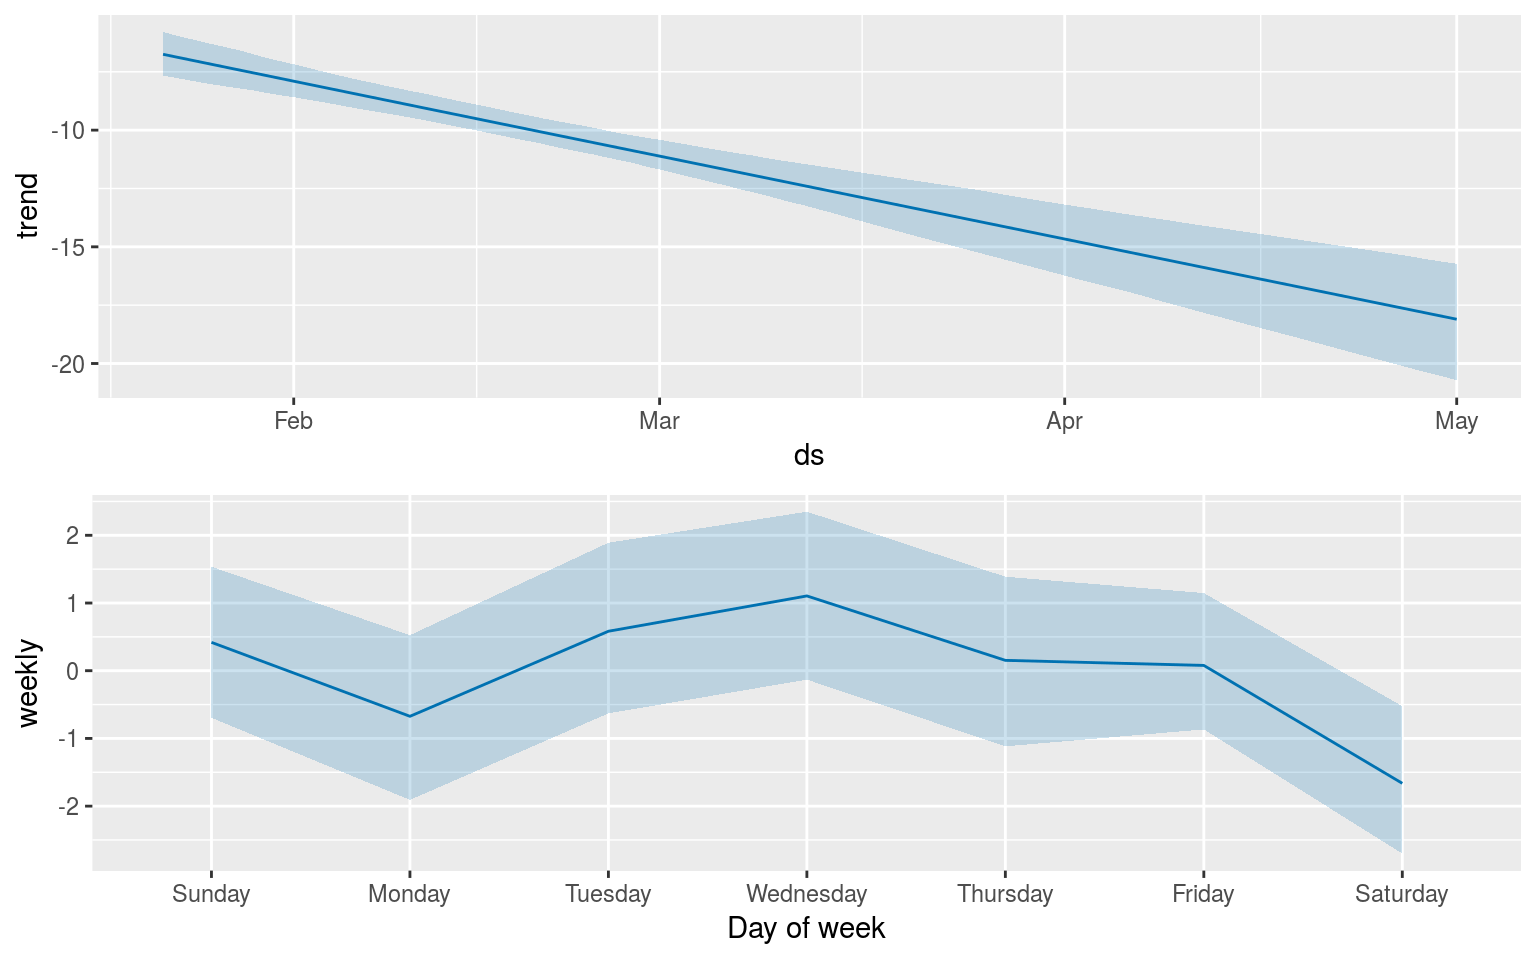 trend
-10
-15
-20
Feb Mar Apr May
ds
weekly
2
1
0
-1
-2
Sunday Monday Tuesday Wednesday Thursday Friday Saturday
Day of week